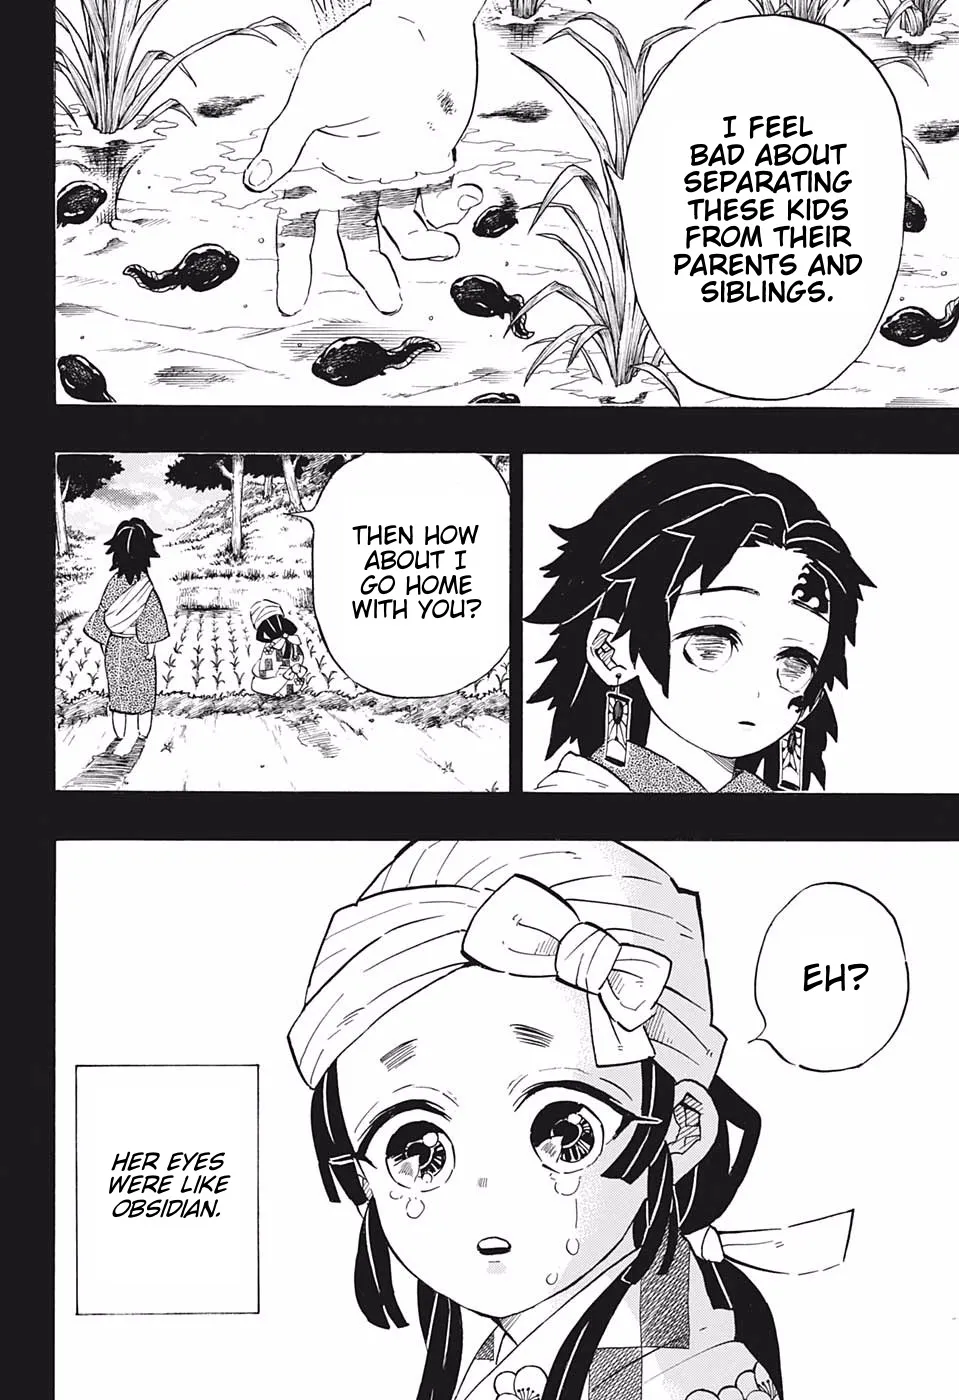 I FEEL
BAD ABOUT
SEPARATING
THESE KIDS
FROM THEIR
PARENTS AND
SIBLINGS.
THEN HOW
ABOUT I
GO HOME
WITH YOU?
EH?
HER EYES
WERE LIKE
OBSIDIAN.